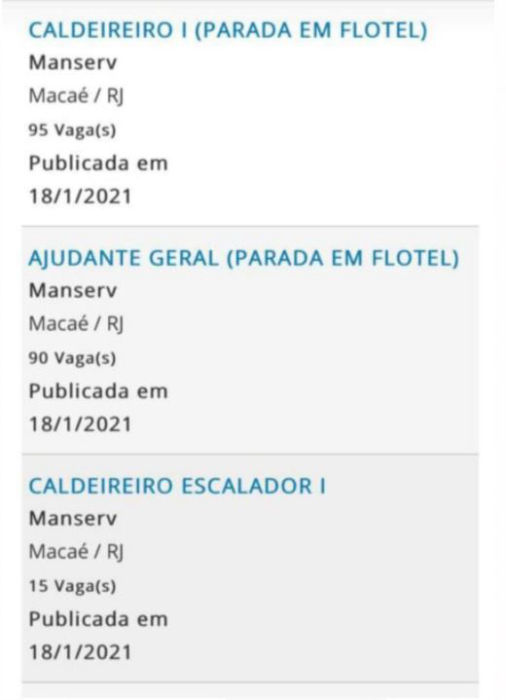 CALDEIREIRO I (PARADA EM FLOTEL)
Manserv
Macaé / RJ
95 Vaga(s)
Publicada em
18/1/2021
AJUDANTE GERAL (PARADA EM FLOTEL)
Manserv
Macaé / RJ
90 Vaga(s)
Publicada em
18/1/2021
CALDEIREIRO ESCALADOR I
Manserv
Macaé / RJ
15 Vaga(s)
Publicada em
18/1/2021